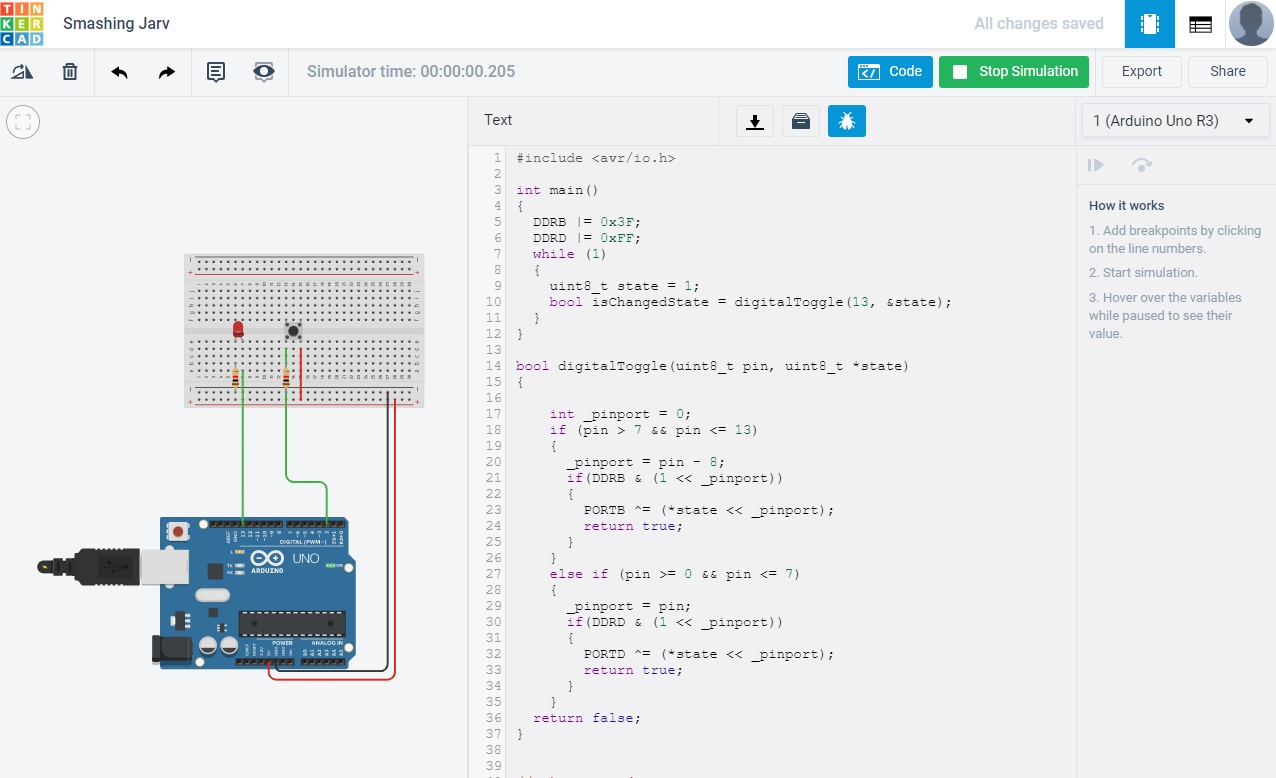 TIN
KER
CAD
Smashing Jarv
All changes saved
Simulator time: 00:00:00.205
Code
Stop Simulation
Export
Share
Text
1 (Arduino Uno R3)
1 #include <avr/io.h>
2
3 int main()
4 {
5 DDRB |= 0x3F;
6 DDRD |= 0xFF;
7 while (1)
8 {
9 uint8_t state = 1;
10 bool isChangedState = digitalToggle(13, &state);
11 }
12 }
13
14 bool digitalToggle(uint8_t pin, uint8_t *state)
15 {
16
17 int _pinport = 0;
18 if (pin > 7 && pin <= 13)
19 {
20 _pinport = pin - 8;
21 if(DDRB & (1 << _pinport))
22 {
23 PORTB ^= (*state << _pinport);
24 return true;
25 }
26 }
27 else if (pin >= 0 && pin <= 7)
28 {
29 _pinport = pin;
30 if(DDRD & (1 << _pinport))
31 {
32 PORTD ^= (*state << _pinport);
33 return true;
34 }
35 }
36 return false;
37 }
38
39
How it works
1. Add breakpoints by clicking
on the line numbers.
2. Start simulation.
3. Hover over the variables
while paused to see their
value.
DIGITAL (PWM~)
UNO
ARDUINO
TX
RX
ON
POWER
ANALOG IN